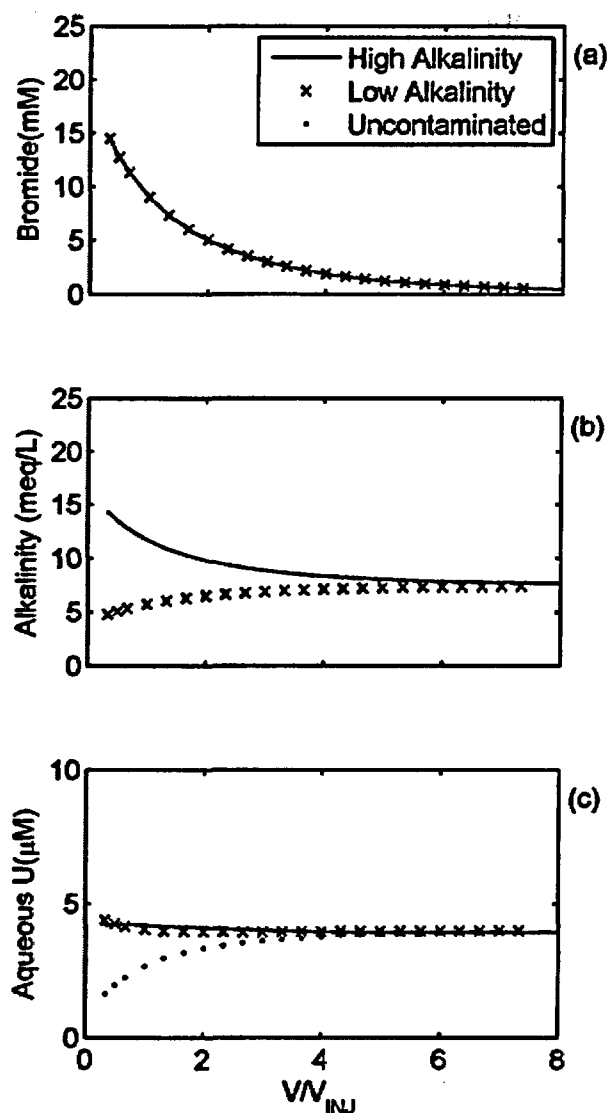 25
20
15
10
5
0
Bromide(mM)
High Alkalinity
Low Alkalinity
Uncontaminated
(a)
25
20
15
10
5
0
Alkalinity (meq/L)
(b)
10
5
0
Aqueous U(μM)
(c)
0 2 4 6 8
V/V_INJ